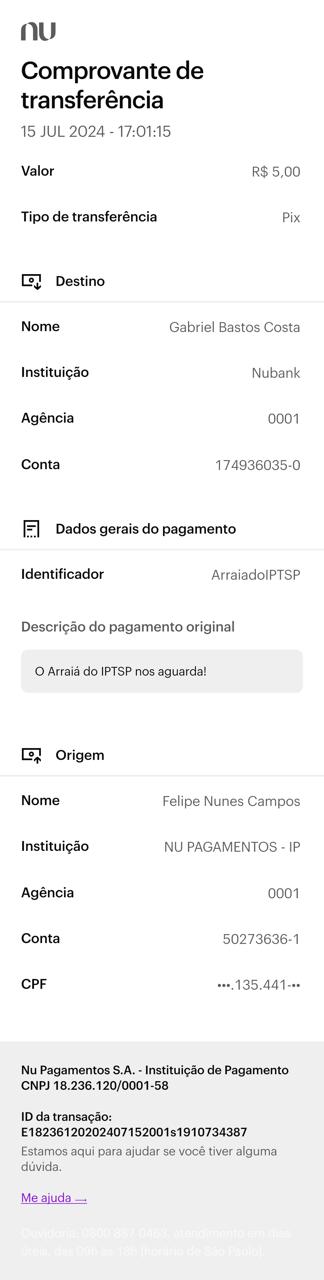 nu
Comprovante de
transferência
15 JUL 2024 - 17:01:15
Valor R$ 5,00
Tipo de transferência Pix
Destino
Nome Gabriel Bastos Costa
Instituição Nubank
Agência 0001
Conta 174936035-0
Dados gerais do pagamento
Identificador ArraiadoIPTSP
Descrição do pagamento original
O Arraiá do IPTSP nos aguarda!
Origem
Nome Felipe Nunes Campos
Instituição NU PAGAMENTOS - IP
Agência 0001
Conta 50273636-1
CPF •••.135.441-••
Nu Pagamentos S.A. - Instituição de Pagamento
CNPJ 18.236.120/0001-58
ID da transação:
E18236120202407152001s1910734387
Estamos aqui para ajudar se você tiver alguma
dúvida.
Me ajuda →
Ouvidoria: 0800 887 0463, atendimento em dias
úteis, das 09h às 18h (horário de São Paulo).